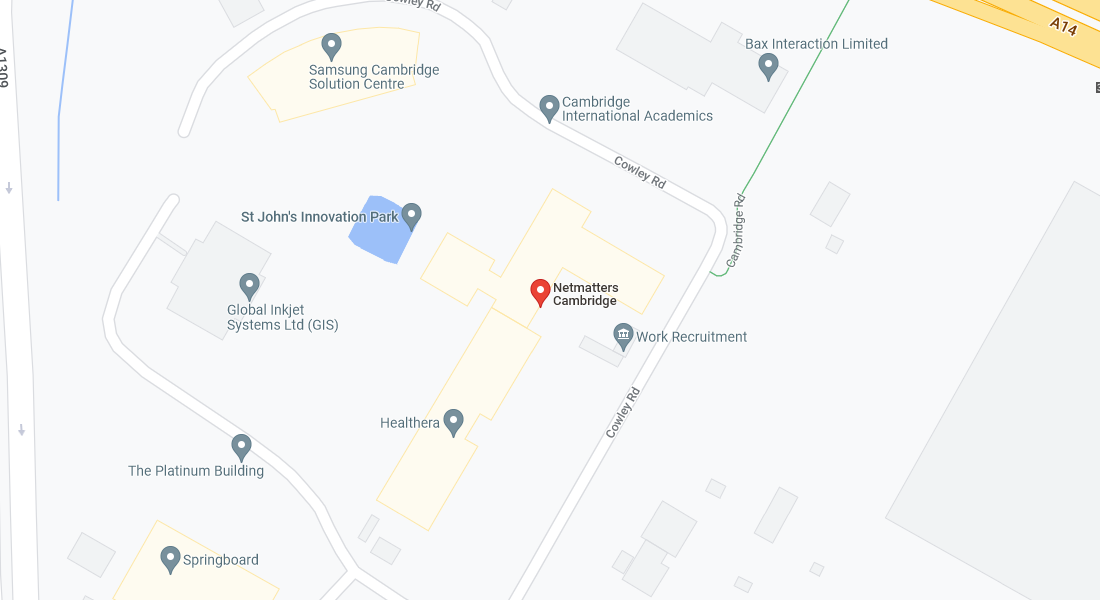 Cowley Rd
A14
A1309
Bax Interaction Limited
Samsung Cambridge
Solution Centre
Cambridge
International Academics
Cowley Rd
Cambridge Rd
St John's Innovation Park
Netmatters
Cambridge
Global Inkjet
Systems Ltd (GIS)
Work Recruitment
Cowley Rd
Healthera
The Platinum Building
Springboard